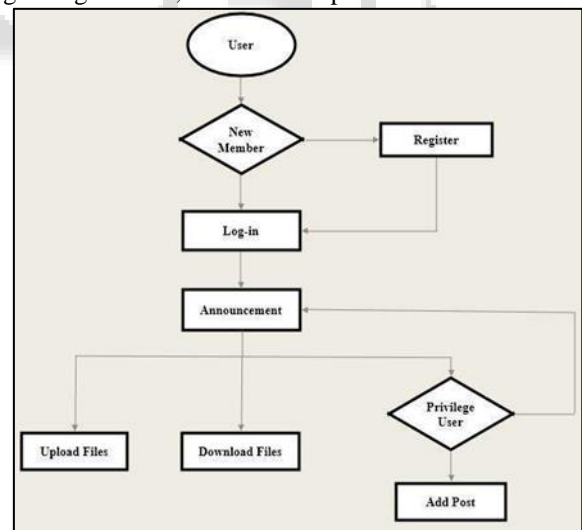 User
New
Member
Register
Log-in
Announcement
Privilege
User
Upload Files
Download Files
Add Post